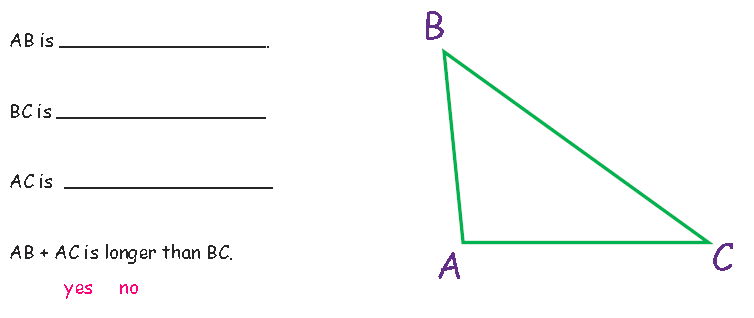 AB is ____________________.
BC is ____________________
AC is ____________________
AB + AC is longer than BC.
yes no
B
A
C